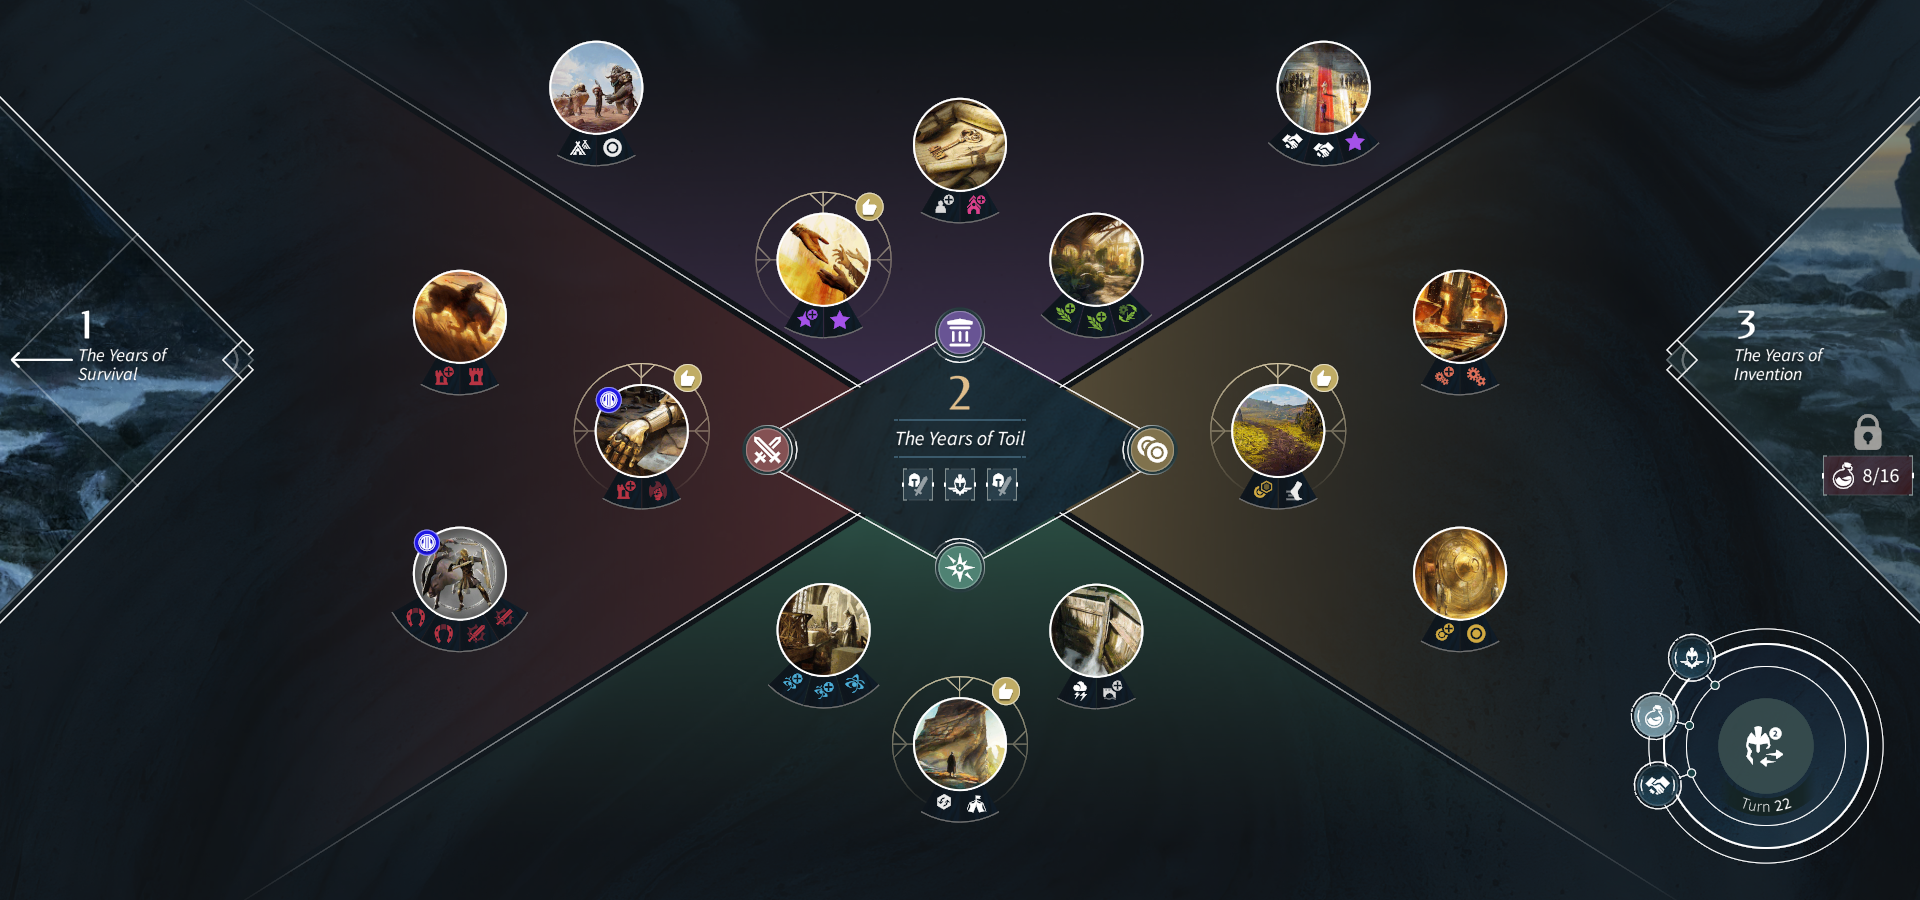 1
The Years of
Survival
2
The Years of Toil
3
The Years of
Invention
8/16
2
Turn 22